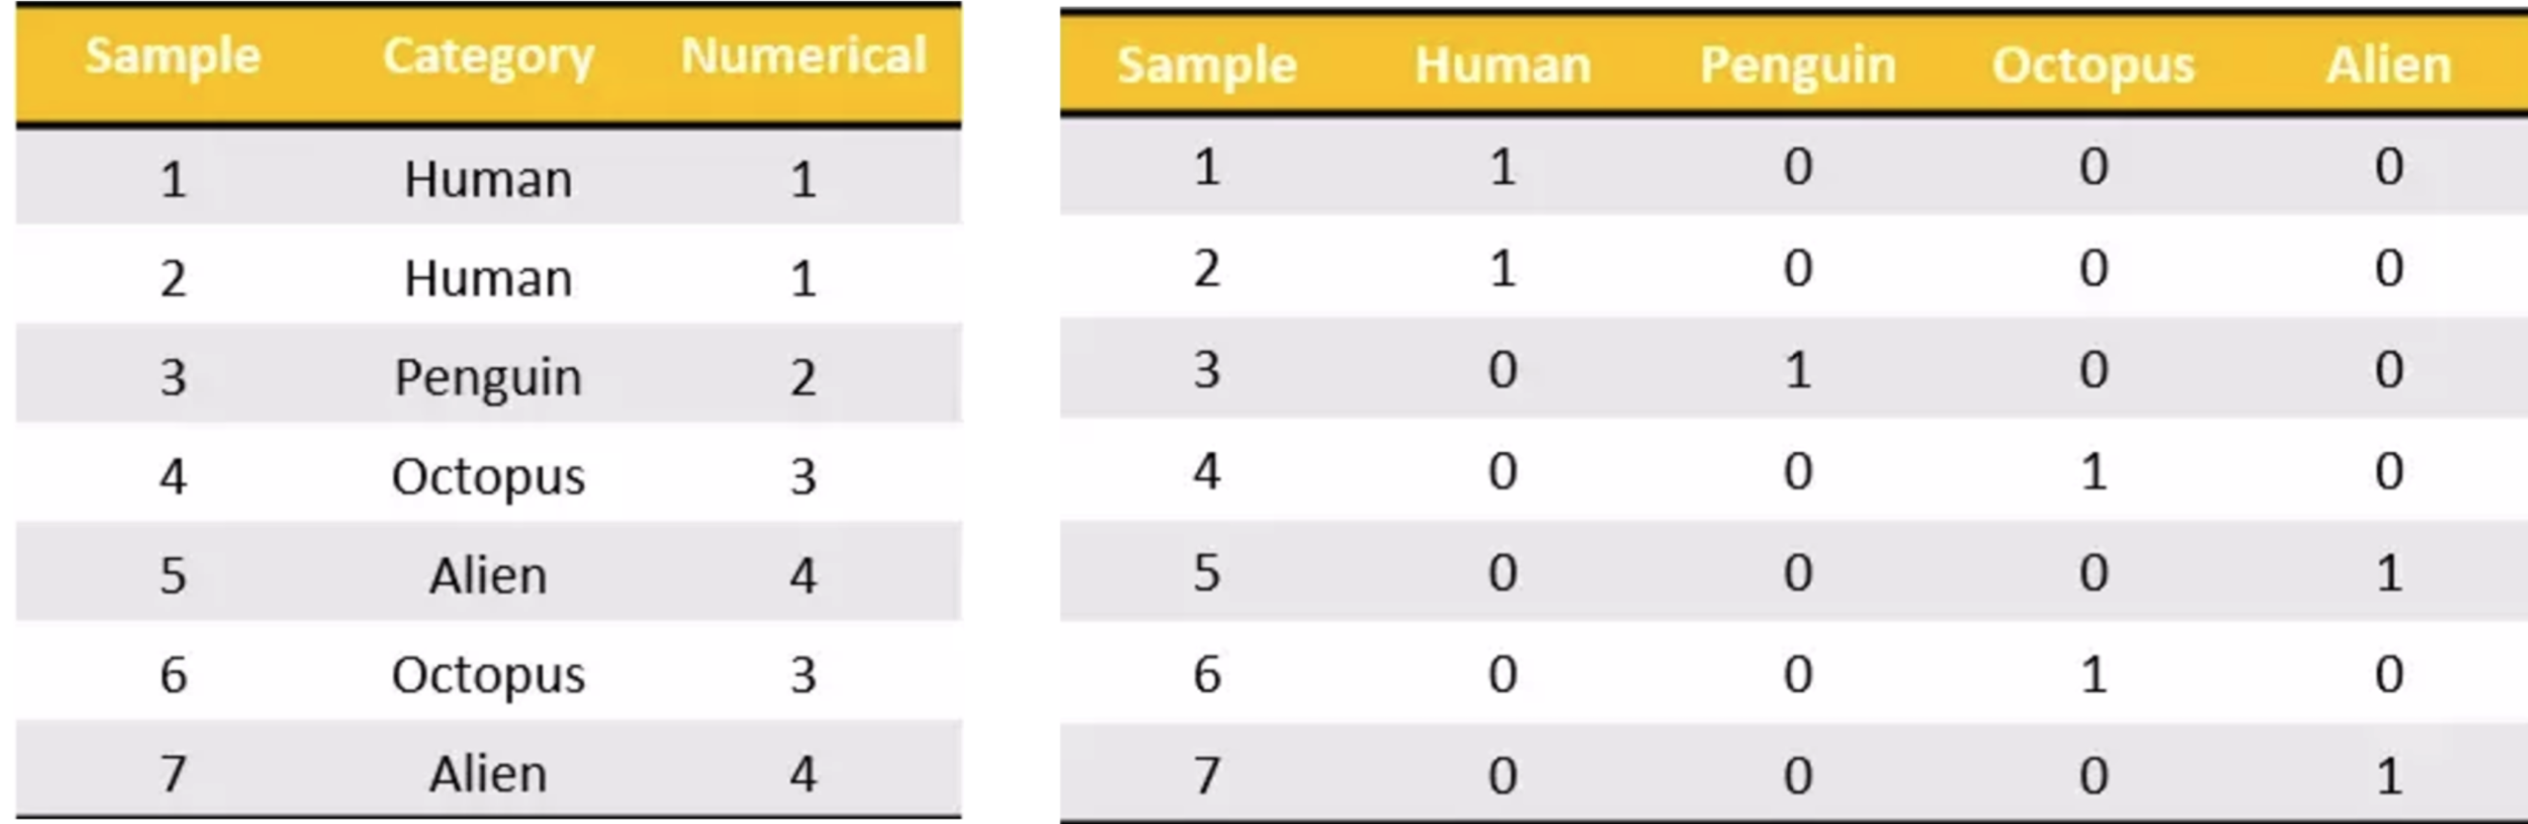 Sample Category Numerical
1 Human 1
2 Human 1
3 Penguin 2
4 Octopus 3
5 Alien 4
6 Octopus 3
7 Alien 4
Sample Human Penguin Octopus Alien
1 1 0 0 0
2 1 0 0 0
3 0 1 0 0
4 0 0 1 0
5 0 0 0 1
6 0 0 1 0
7 0 0 0 1